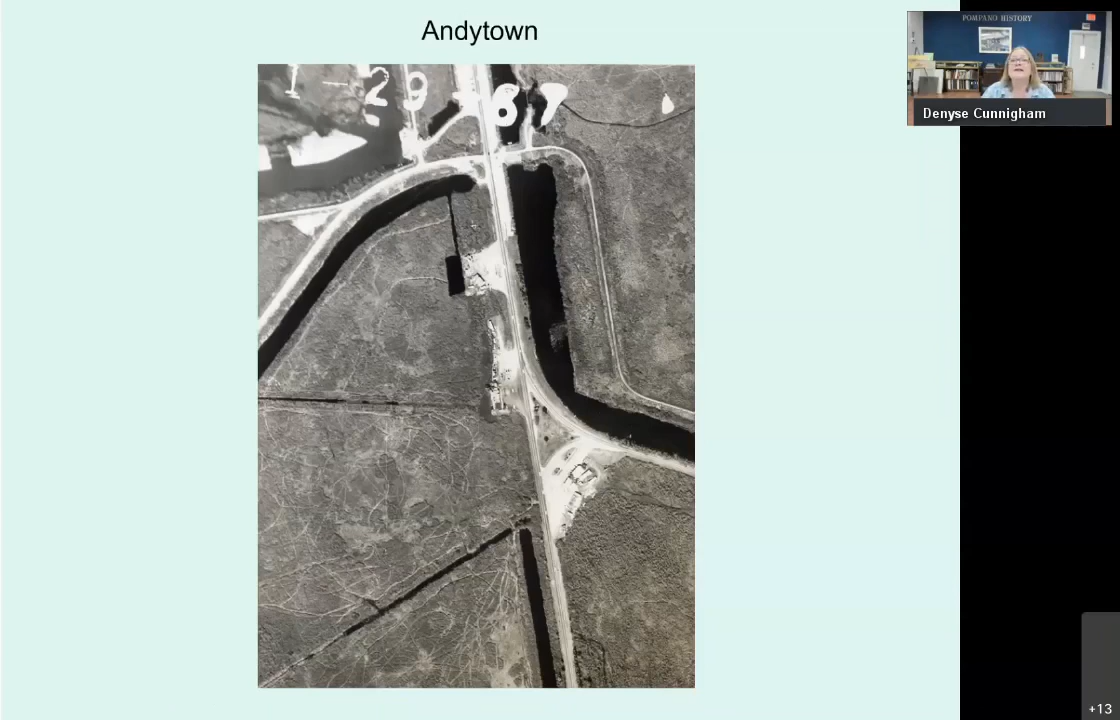 Andytown
1 - 29 67
POMPANO HISTORY
Denyse Cunnigham
+13